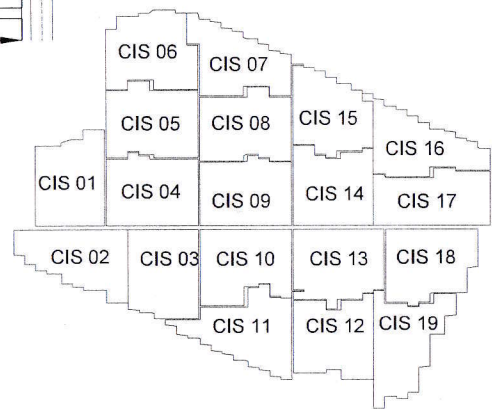 CIS 06
CIS 07
CIS 05
CIS 08
CIS 15
CIS 16
CIS 01
CIS 04
CIS 09
CIS 14
CIS 17
CIS 02
CIS 03
CIS 10
CIS 13
CIS 18
CIS 11
CIS 12
CIS 19